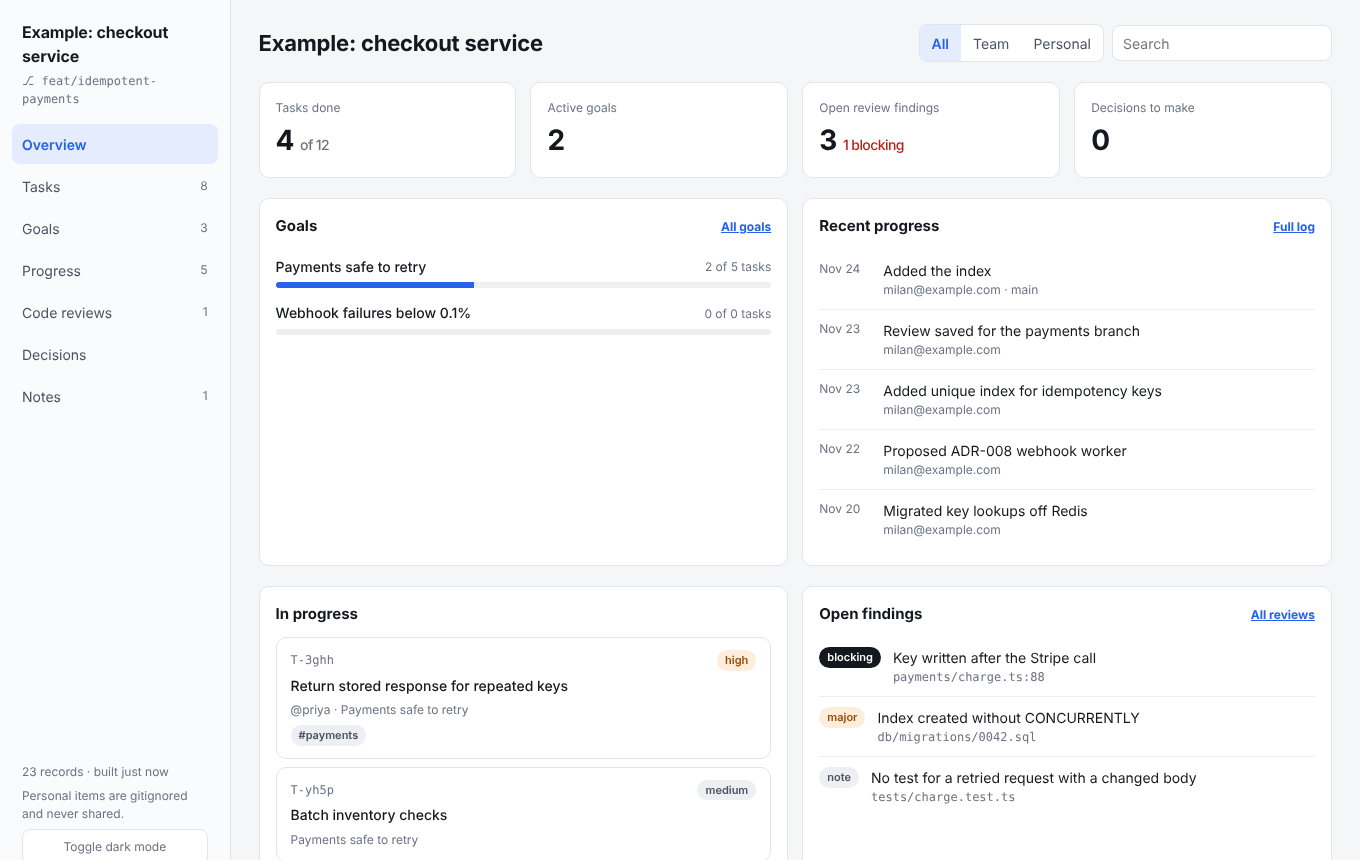 Example: checkout
service
⎇ feat/idempotent-
payments
Overview
Tasks 8
Goals 3
Progress 5
Code reviews 1
Decisions
Notes 1
23 records · built just now
Personal items are gitignored
and never shared.
Toggle dark mode
Example: checkout service
All Team Personal Search
Tasks done
4 of 12
Active goals
2
Open review findings
3 1 blocking
Decisions to make
0
Goals All goals
Payments safe to retry 2 of 5 tasks
Webhook failures below 0.1% 0 of 0 tasks
Recent progress Full log
Nov 24 Added the index
milan@example.com · main
Nov 23 Review saved for the payments branch
milan@example.com
Nov 23 Added unique index for idempotency keys
milan@example.com
Nov 22 Proposed ADR-008 webhook worker
milan@example.com
Nov 20 Migrated key lookups off Redis
milan@example.com
In progress
T-3ghh high
Return stored response for repeated keys
@priya · Payments safe to retry
#payments
T-yh5p medium
Batch inventory checks
Payments safe to retry
Open findings All reviews
blocking Key written after the Stripe call
payments/charge.ts:88
major Index created without CONCURRENTLY
db/migrations/0042.sql
note No test for a retried request with a changed body
tests/charge.test.ts